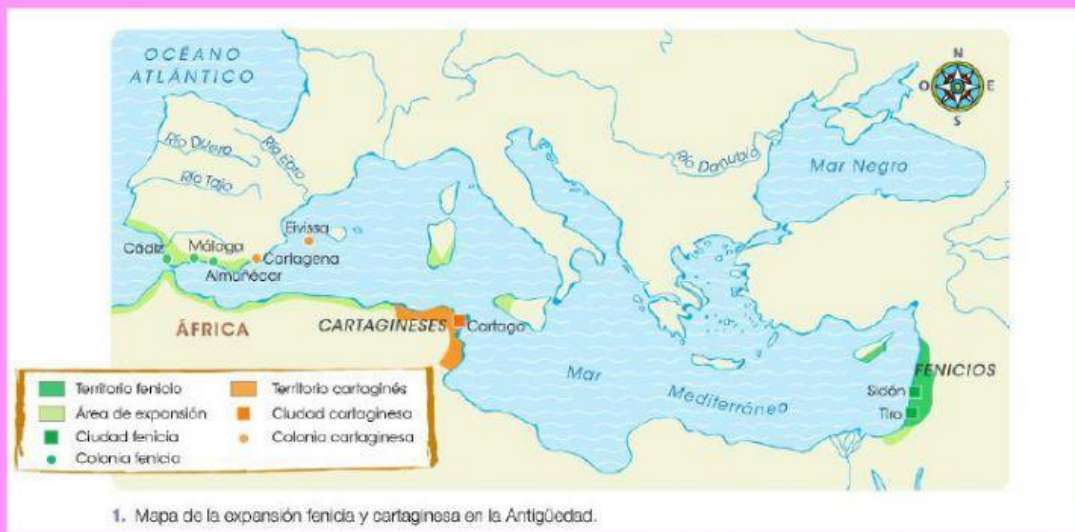 OCÉANO
ATLÁNTICO
N
O
E
S
Río Duero
Río Ebro
Río Danubio
Mar Negro
Río Tajo
Eivissa
Cádiz
Málaga
Cartagena
Almuñécar
ÁFRICA
CARTAGINESES
Cartago
Mar
Mediterráneo
FENICIOS
Sidón
Tiro
Territorio fenicio
Territorio cartaginés
Área de expansión
Ciudad cartaginesa
Ciudad fenicia
Colonia cartaginesa
Colonia fenicia
1. Mapa de la expansión fenicia y cartaginesa en la Antigüedad.